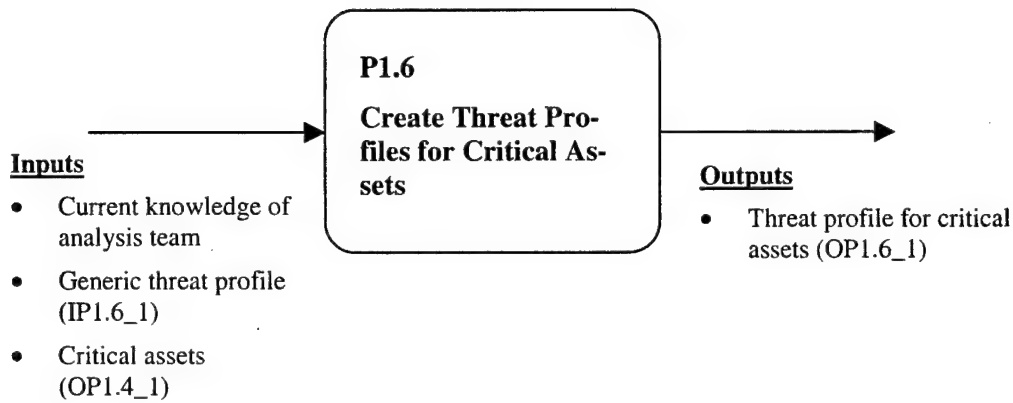 P1.6
Create Threat Pro-
files for Critical As-
sets
Inputs
• Current knowledge of
analysis team
• Generic threat profile
(IP1.6_1)
• Critical assets
(OP1.4_1)
Outputs
• Threat profile for critical
assets (OP1.6_1)